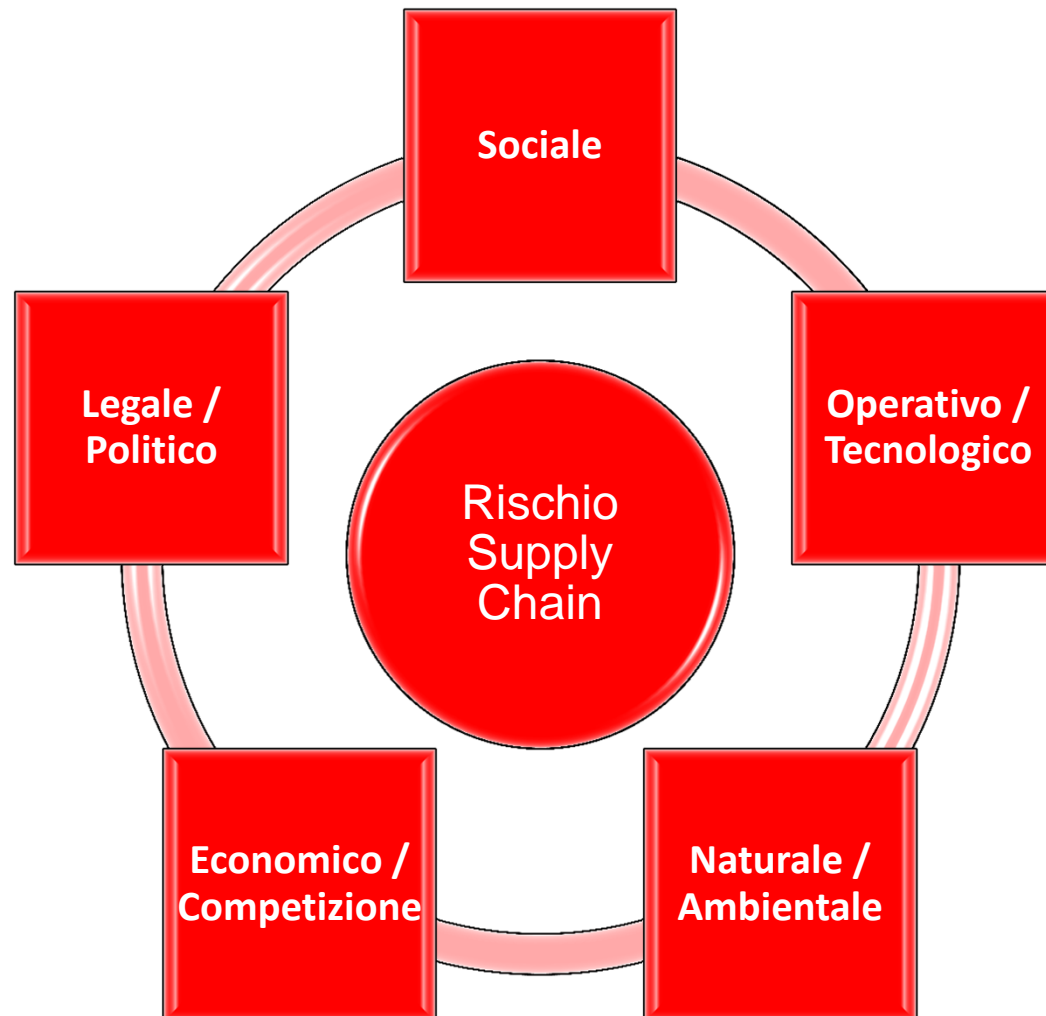 Sociale
Legale /
Politico
Operativo /
Tecnologico
Rischio
Supply
Chain
Economico /
Competizione
Naturale /
Ambientale